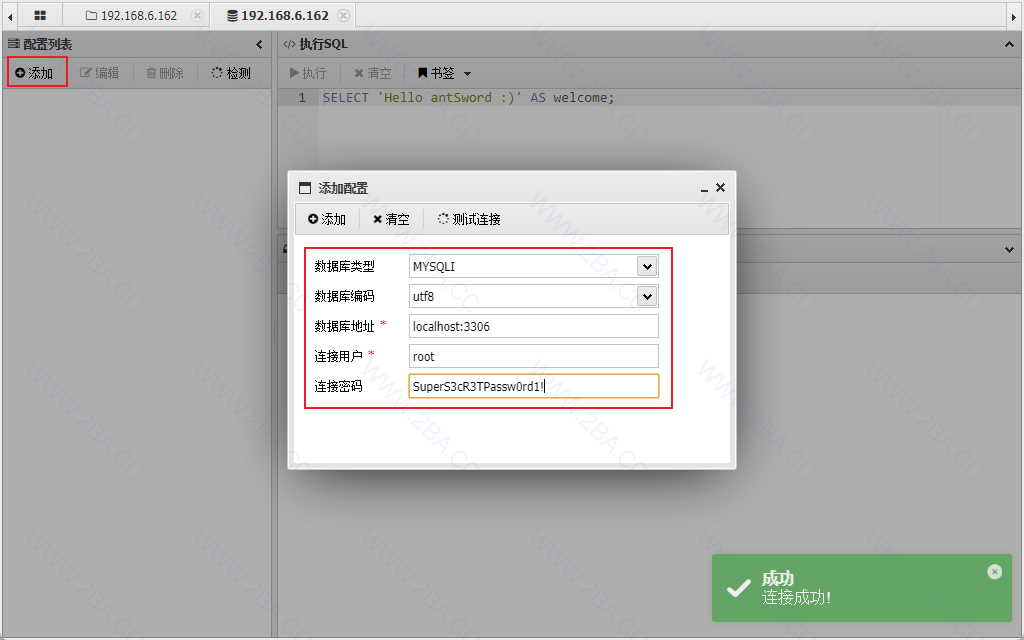 192.168.6.162
192.168.6.162
配置列表
添加
编辑
删除
检测
</> 执行SQL
执行
清空
书签
1 SELECT 'Hello antSword :)' AS welcome;
添加配置
添加
清空
测试连接
数据库类型 MYSQLI
数据库编码 utf8
数据库地址 * localhost:3306
连接用户 * root
连接密码 SuperS3cR3TPassw0rd1!
成功
连接成功!
WWW.2BA.CC